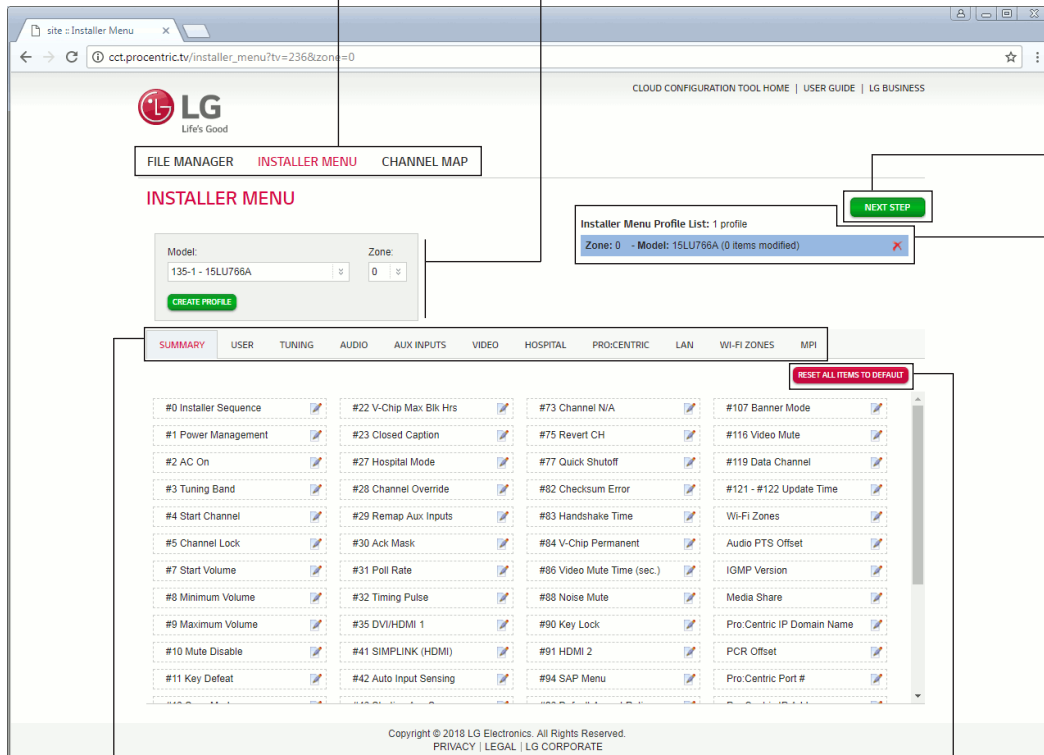 site :: Installer Menu
cct.procentric.tv/installer_menu?tv=236&zone=0
CLOUD CONFIGURATION TOOL HOME | USER GUIDE | LG BUSINESS
LG
Life's Good
FILE MANAGER INSTALLER MENU CHANNEL MAP
INSTALLER MENU
NEXT STEP
Installer Menu Profile List: 1 profile
Zone: 0 - Model: 15LU766A (0 items modified)
Model: Zone:
135-1 - 15LU766A 0
CREATE PROFILE
SUMMARY USER TUNING AUDIO AUX INPUTS VIDEO HOSPITAL PRO:CENTRIC LAN WI-FI ZONES MPI
RESET ALL ITEMS TO DEFAULT
#0 Installer Sequence #22 V-Chip Max Blk Hrs #73 Channel N/A #107 Banner Mode
#1 Power Management #23 Closed Caption #75 Revert CH #116 Video Mute
#2 AC On #27 Hospital Mode #77 Quick Shutoff #119 Data Channel
#3 Tuning Band #28 Channel Override #82 Checksum Error #121 - #122 Update Time
#4 Start Channel #29 Remap Aux Inputs #83 Handshake Time Wi-Fi Zones
#5 Channel Lock #30 Ack Mask #84 V-Chip Permanent Audio PTS Offset
#7 Start Volume #31 Poll Rate #86 Video Mute Time (sec.) IGMP Version
#8 Minimum Volume #32 Timing Pulse #88 Noise Mute Media Share
#9 Maximum Volume #35 DVI/HDMI 1 #90 Key Lock Pro:Centric IP Domain Name
#10 Mute Disable #41 SIMPLINK (HDMI) #91 HDMI 2 PCR Offset
#11 Key Defeat #42 Auto Input Sensing #94 SAP Menu Pro:Centric Port #
Copyright © 2018 LG Electronics. All Rights Reserved.
PRIVACY | LEGAL | LG CORPORATE